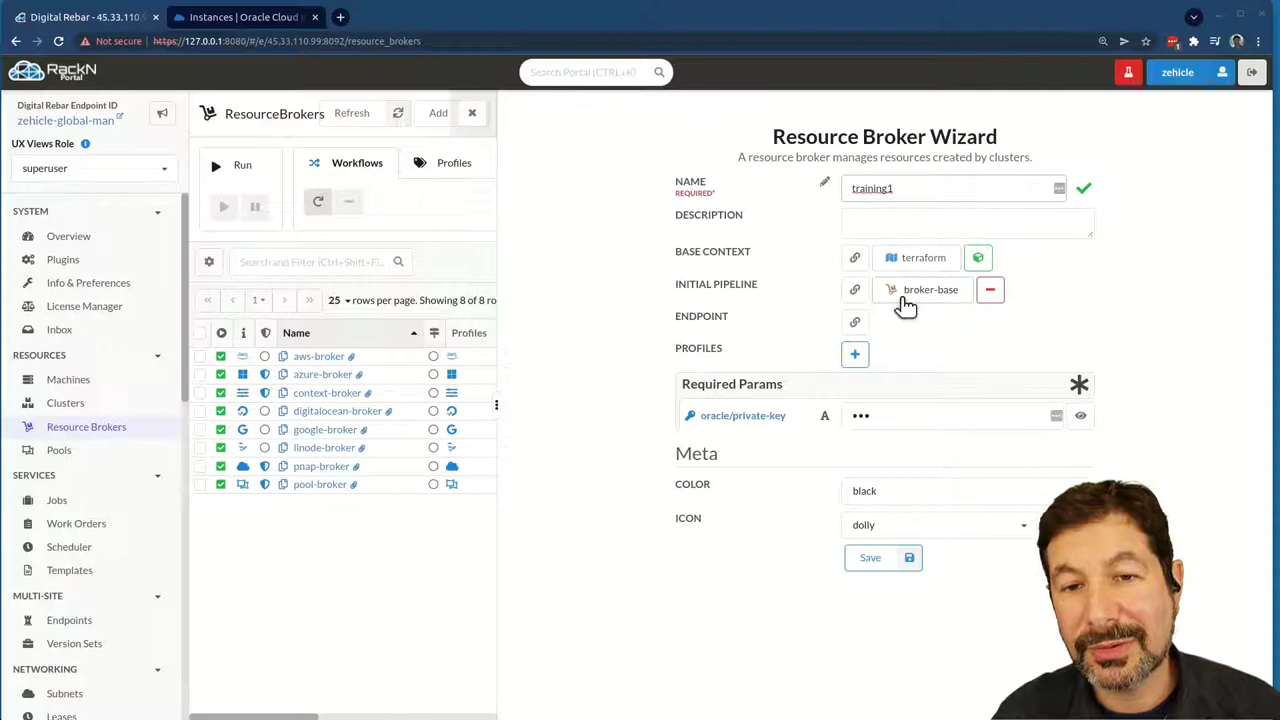 Digital Rebar - 45.33.110.
Instances | Oracle Cloud I
Not secure
https://127.0.0.1:8080/#/e/45.33.110.99:8092/resource_brokers
RackN
Portal
Search Portal (CTRL+K)
zehicle
Digital Rebar Endpoint ID
zehicle-global-man
UX Views Role
superuser
SYSTEM
Overview
Plugins
Info & Preferences
License Manager
Inbox
RESOURCES
Machines
Clusters
Resource Brokers
Pools
SERVICES
Jobs
Work Orders
Scheduler
Templates
MULTI-SITE
Endpoints
Version Sets
NETWORKING
Subnets
Leases
ResourceBrokers
Refresh
Add
Run
Workflows
Profiles
Search and Filter (Ctrl+Shift+F)...
1
25 rows per page. Showing 8 of 8 ro
Name
Profiles
aws-broker
azure-broker
context-broker
digitalocean-broker
google-broker
linode-broker
pnap-broker
pool-broker
Resource Broker Wizard
A resource broker manages resources created by clusters.
NAME
REQUIRED*
training1
DESCRIPTION
BASE CONTEXT
terraform
INITIAL PIPELINE
broker-base
ENDPOINT
PROFILES
Required Params
oracle/private-key
A
•••
Meta
COLOR
black
ICON
dolly
Save